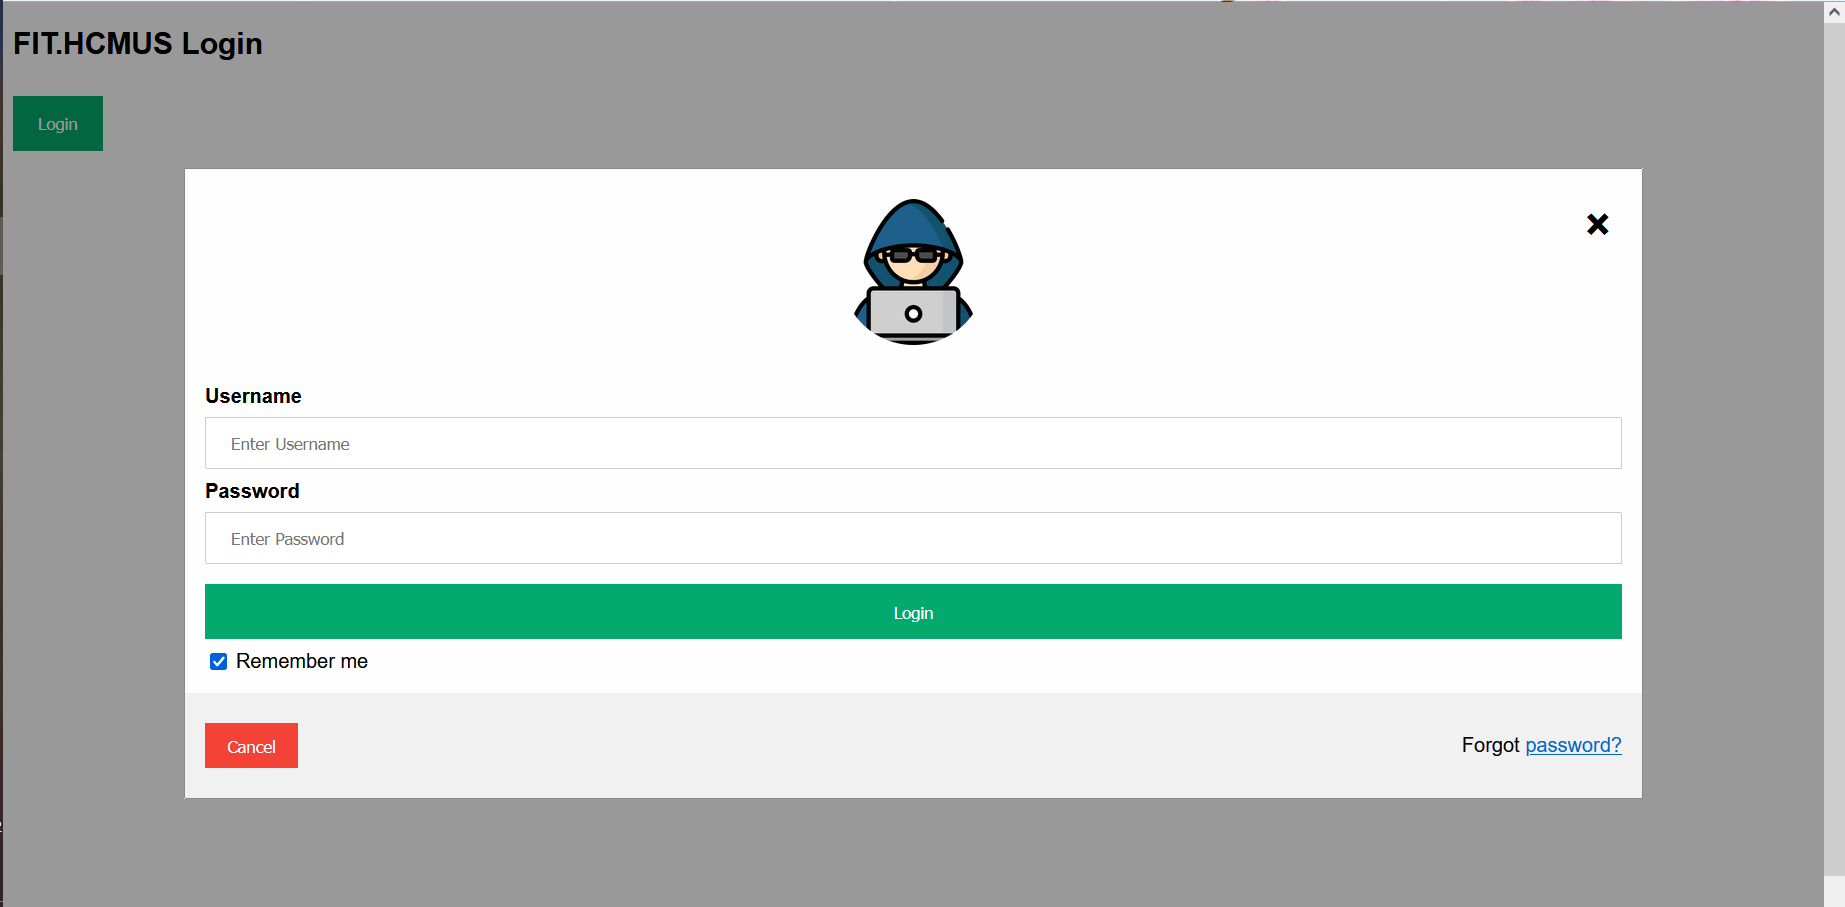 FIT.HCMUS Login
Login
Username
Enter Username
Password
Enter Password
Login
Remember me
Cancel
Forgot password?